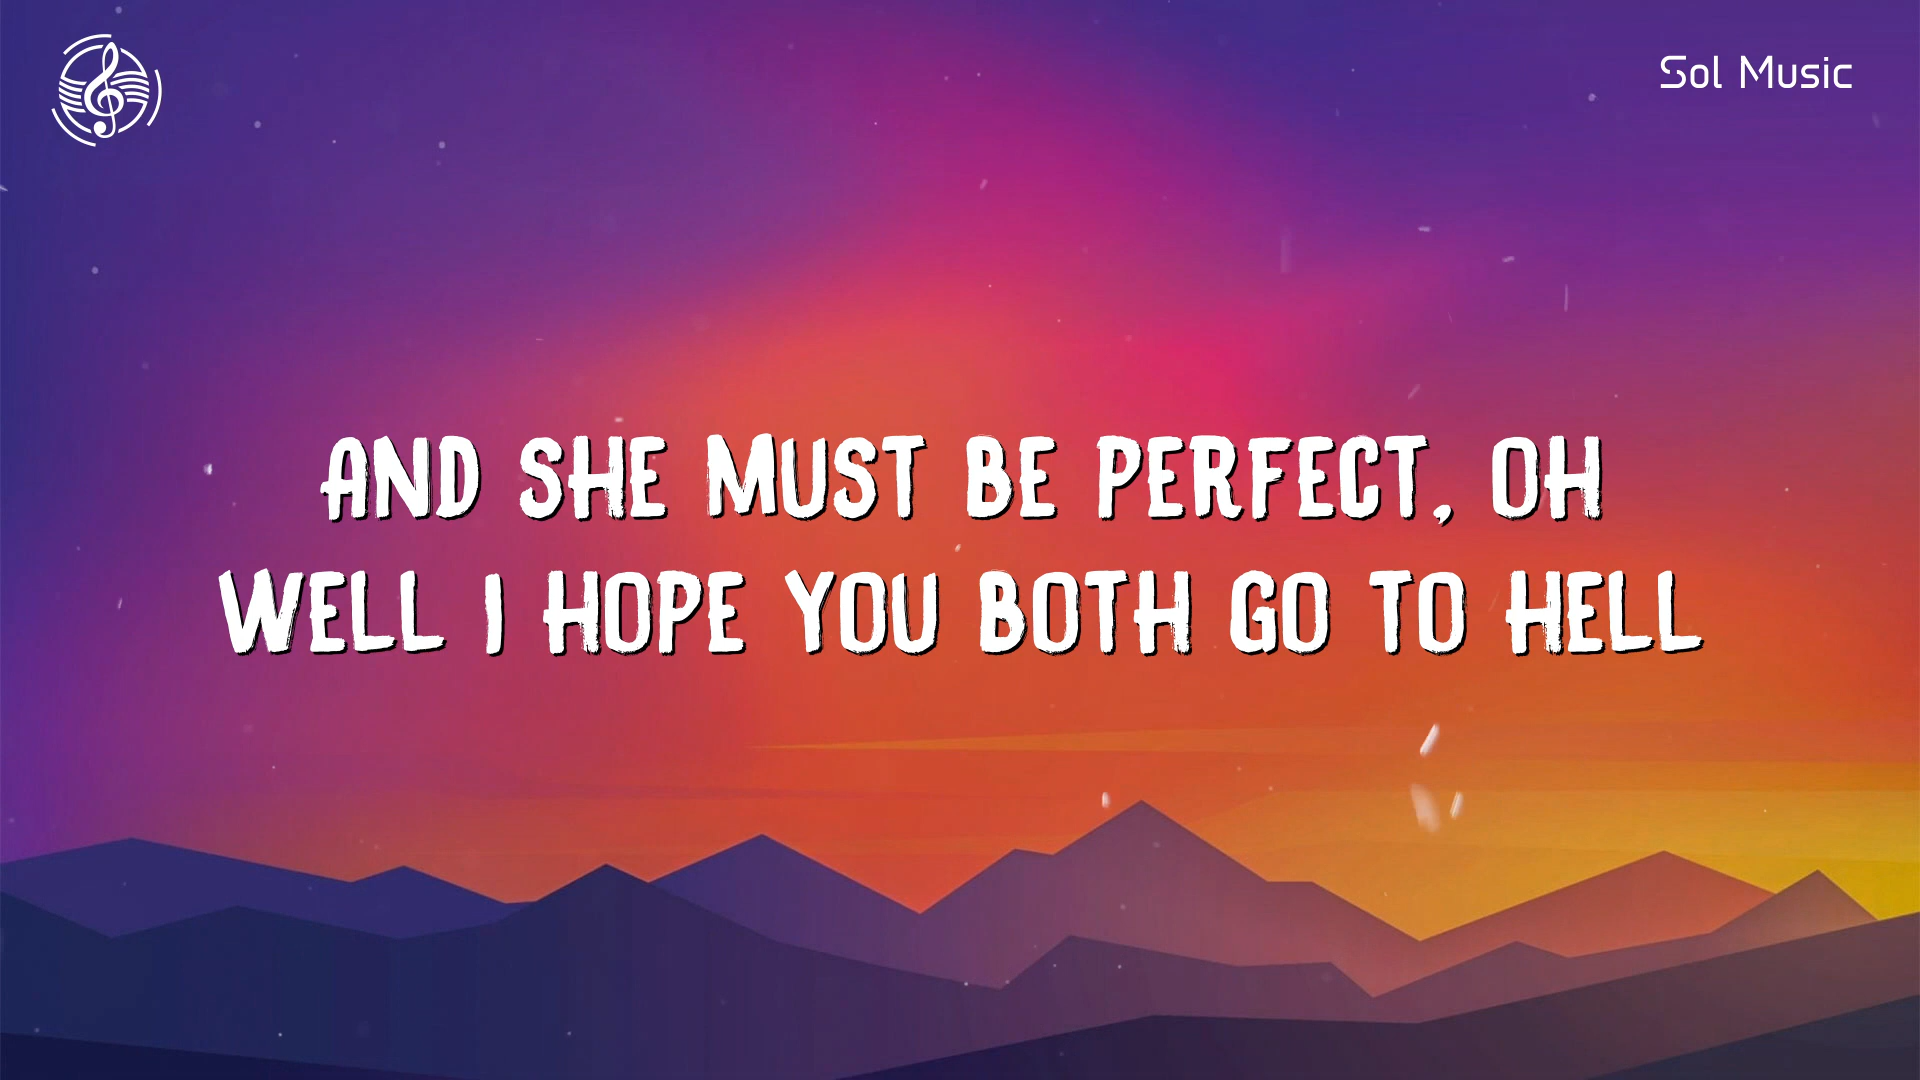 Sol Music
AND SHE MUST BE PERFECT, OH
WELL I HOPE YOU BOTH GO TO HELL